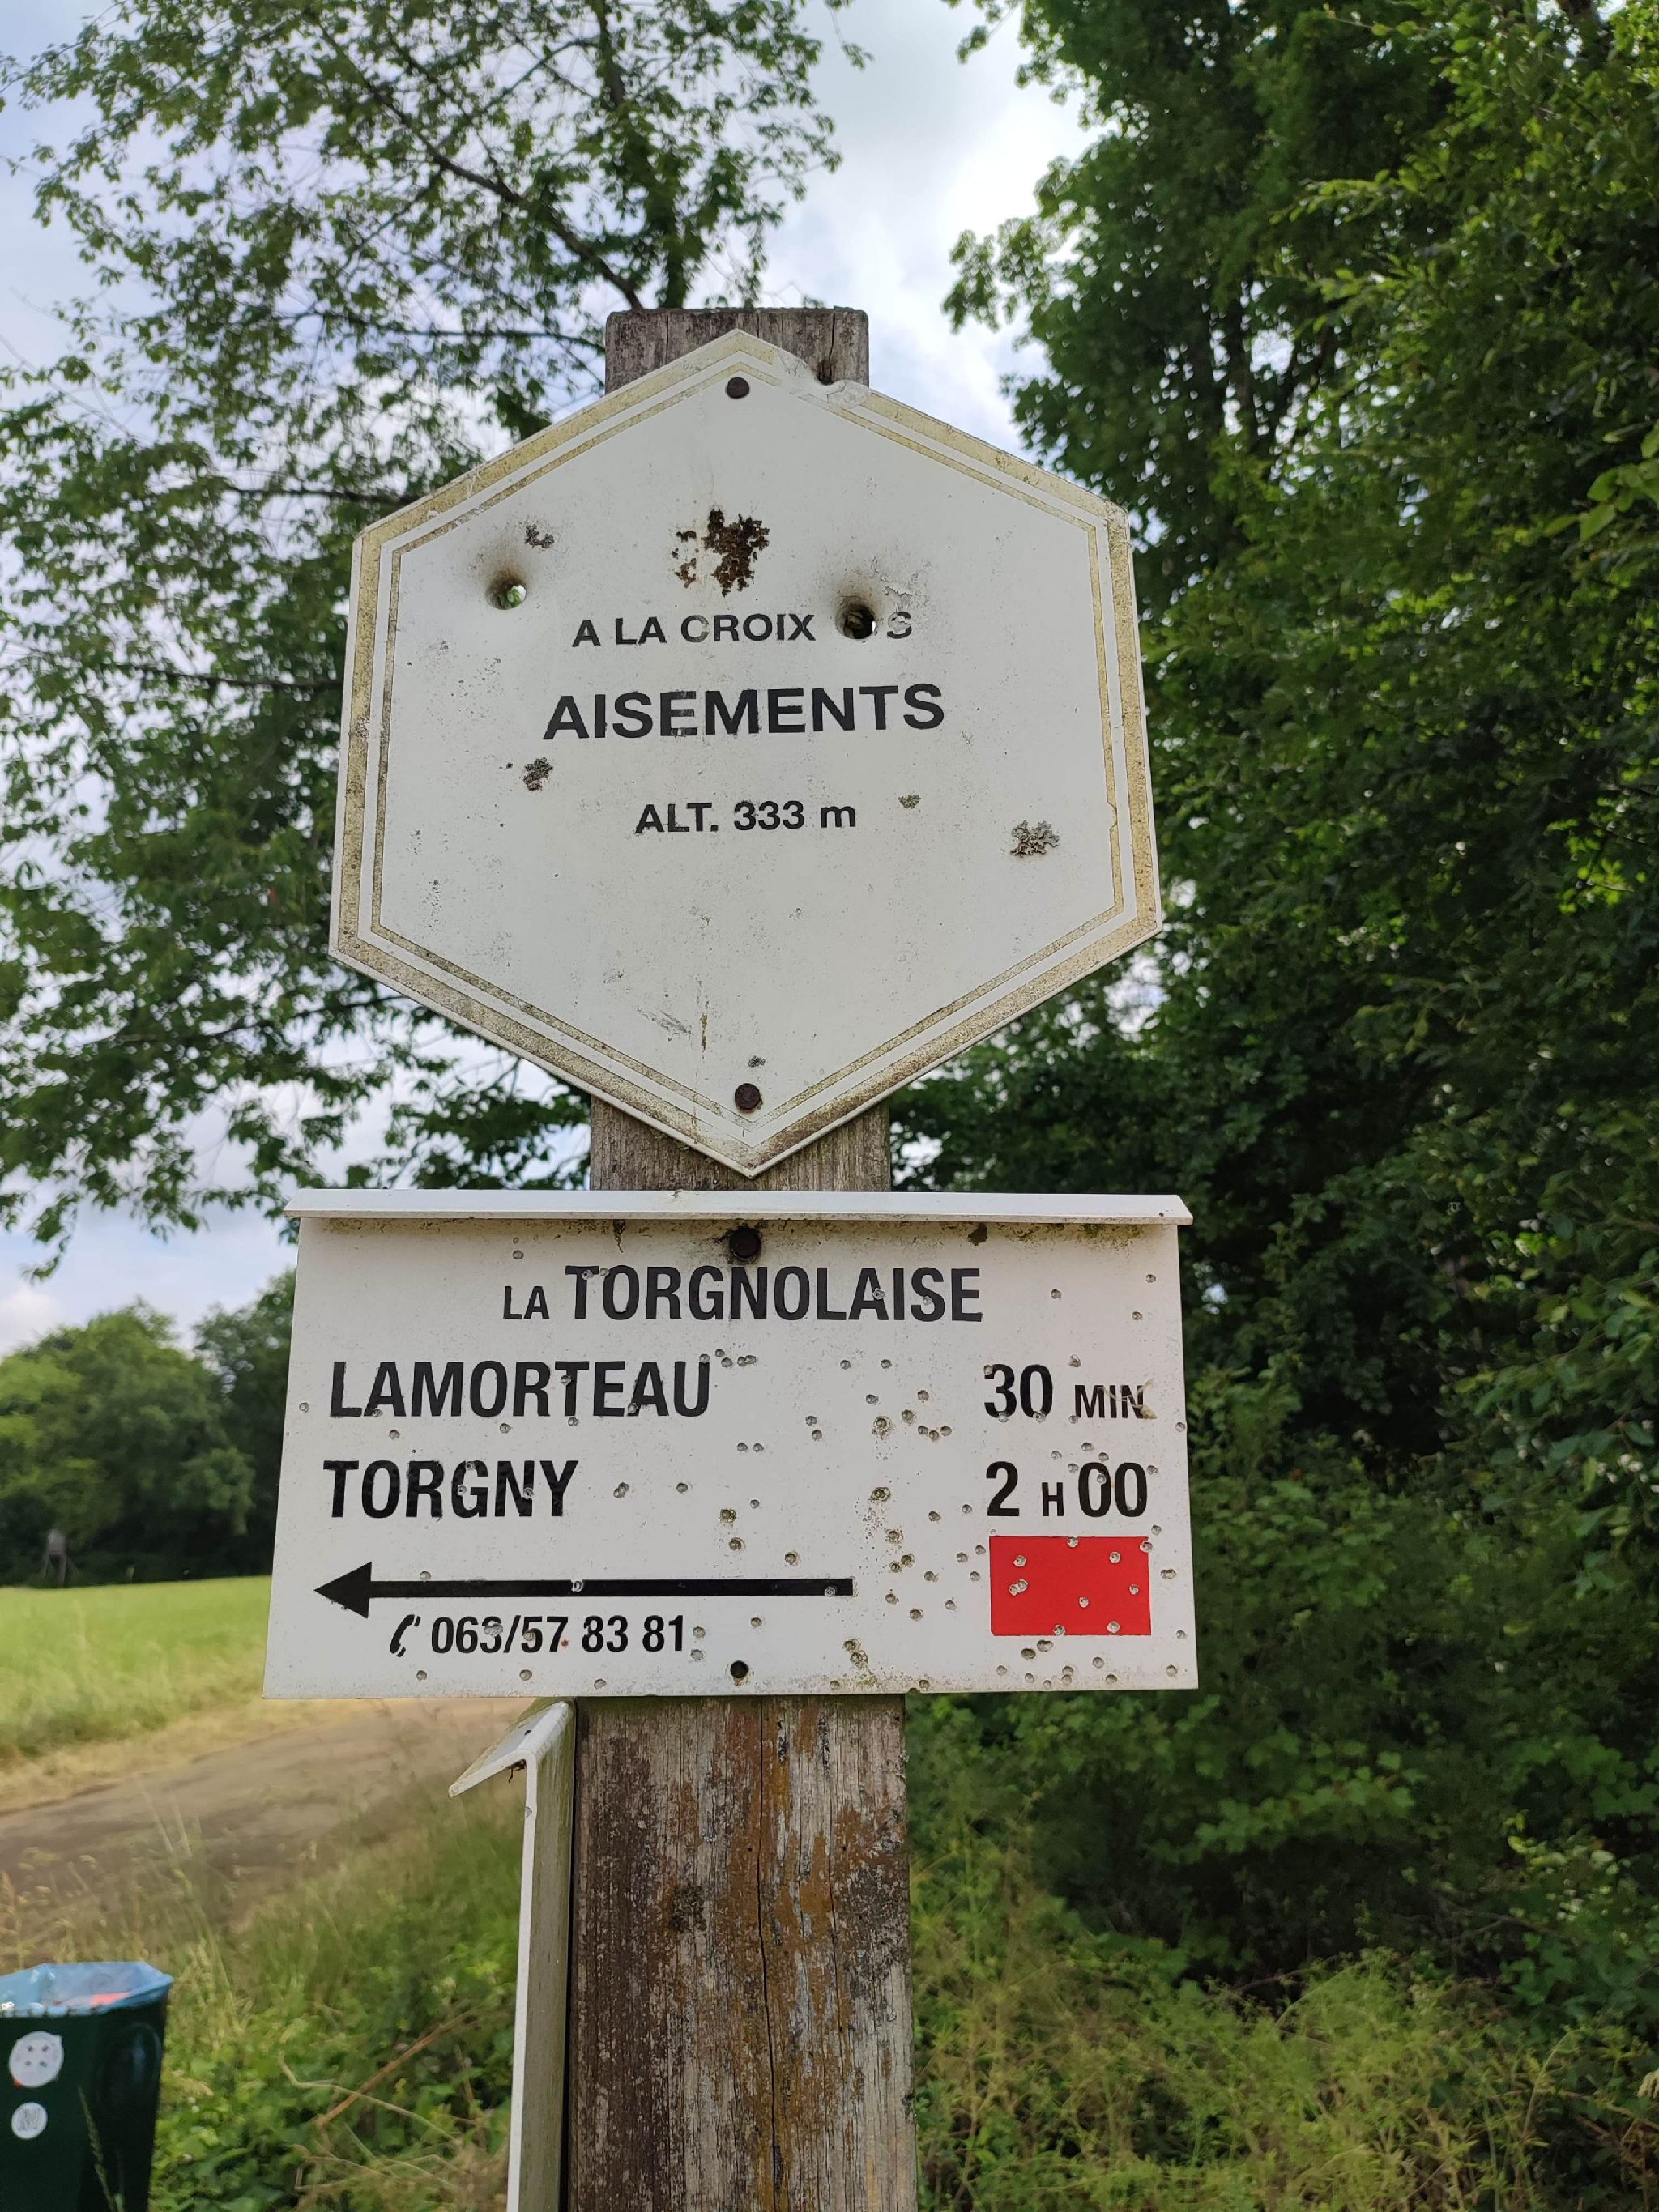 A LA CROIX
AISEMENTS
ALT. 333 m
LA TORGNOLAISE
LAMORTEAU 30 MIN
TORGNY 2 H 00
063/57 83 81